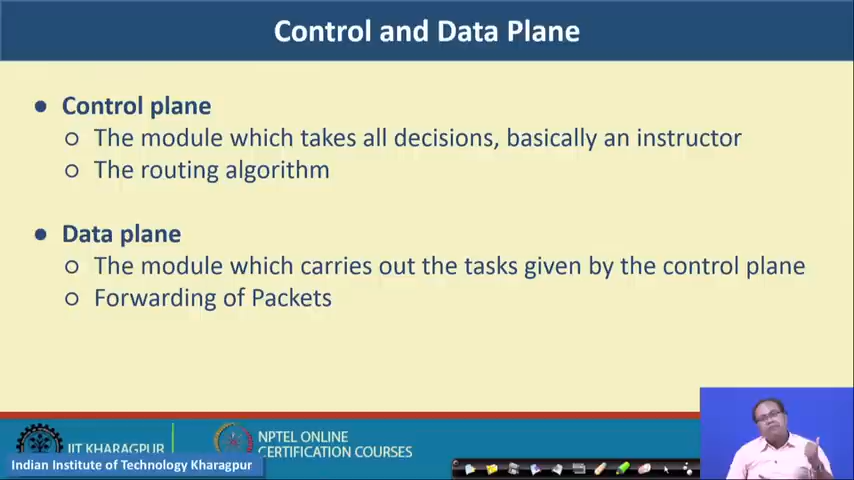 Control and Data Plane
● Control plane
○ The module which takes all decisions, basically an instructor
○ The routing algorithm
● Data plane
○ The module which carries out the tasks given by the control plane
○ Forwarding of Packets
IIT KHARAGPUR
NPTEL ONLINE
CERTIFICATION COURSES
Indian Institute of Technology Kharagpur